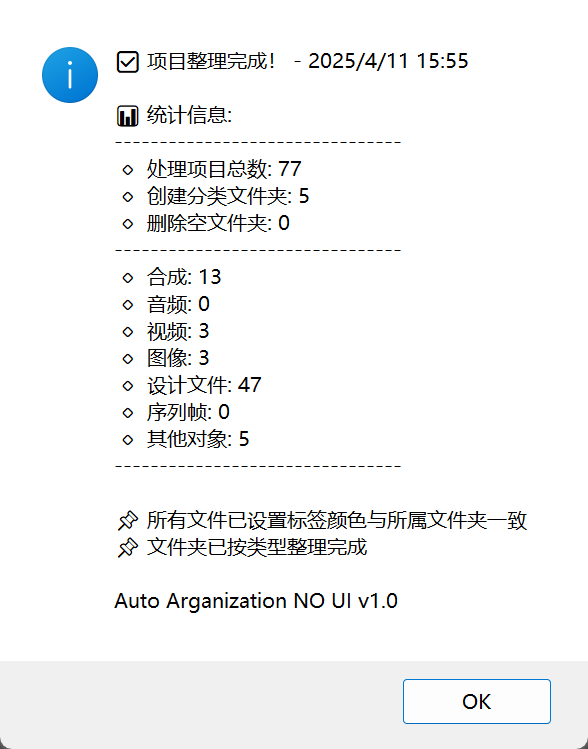 ☑ 项目整理完成！ - 2025/4/11 15:55
📊 统计信息:
--------------------------------
◇ 处理项目总数: 77
◇ 创建分类文件夹: 5
◇ 删除空文件夹: 0
--------------------------------
◇ 合成: 13
◇ 音频: 0
◇ 视频: 3
◇ 图像: 3
◇ 设计文件: 47
◇ 序列帧: 0
◇ 其他对象: 5
--------------------------------
📌 所有文件已设置标签颜色与所属文件夹一致
📌 文件夹已按类型整理完成
Auto Arganization NO UI v1.0
OK